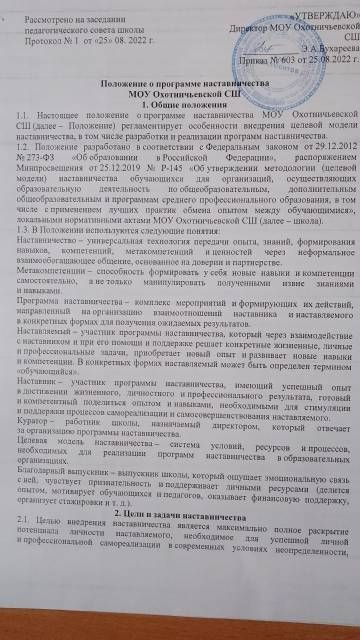 Рассмотрено на заседании
педагогического совета школы
Протокол № 1 от «25» 08. 2022 г.
«УТВЕРЖДАЮ»
Директор МОУ Охотничьевской
СШ
Э.А.Бухареева
Приказ № 603 от 25.08.2022 г.
Положение о программе наставничества
МОУ Охотничьевской СШ
1. Общие положения
1.1. Настоящее положение о программе наставничества МОУ Охотничьевской
СШ (далее – Положение) регламентирует особенности внедрения целевой модели
наставничества, в том числе разработки и реализации программ наставничества.
1.2. Положение разработано в соответствии с Федеральным законом от 29.12.2012
№ 273-ФЗ «Об образовании в Российской Федерации», распоряжением
Минпросвещения от 25.12.2019 № Р-145 «Об утверждении методологии (целевой
модели) наставничества обучающихся для организаций, осуществляющих
образовательную деятельность по общеобразовательным, дополнительным
общеобразовательным и программам среднего профессионального образования, в том
числе с применением лучших практик обмена опытом между обучающимися»,
локальными нормативными актами МОУ Охотничьевской СШ (далее – школа).
1.3. В Положении используются следующие понятия:
Наставничество – универсальная технология передачи опыта, знаний, формирования
навыков, компетенций, метакомпетенций и ценностей через неформальное
взаимообогащающее общение, основанное на доверии и партнерстве.
Метакомпетенции – способность формировать у себя новые навыки и компетенции
самостоятельно, а не только манипулировать полученными извне знаниями
и навыками.
Программа наставничества – комплекс мероприятий и формирующих их действий,
направленный на организацию взаимоотношений наставника и наставляемого
в конкретных формах для получения ожидаемых результатов.
Наставляемый – участник программы наставничества, который через взаимодействие
с наставником и при его помощи и поддержке решает конкретные жизненные, личные
и профессиональные задачи, приобретает новый опыт и развивает новые навыки
и компетенции. В конкретных формах наставляемый может быть определен термином
«обучающийся».
Наставник – участник программы наставничества, имеющий успешный опыт
в достижении жизненного, личностного и профессионального результата, готовый
и компетентный поделиться опытом и навыками, необходимыми для стимуляции
и поддержки процессов самореализации и самосовершенствования наставляемого.
Куратор – работник школы, назначаемый директором, который отвечает
за организацию программы наставничества.
Целевая модель наставничества – система условий, ресурсов и процессов,
необходимых для реализации программ наставничества в образовательных
организациях.
Благодарный выпускник – выпускник школы, который ощущает эмоциональную связь
с ней, чувствует признательность и поддерживает личными ресурсами (делится
опытом, мотивирует обучающихся и педагогов, оказывает финансовую поддержку,
организует стажировки и т. д.).
2. Цели и задачи наставничества
2.1. Целью внедрения наставничества является максимально полное раскрытие
потенциала личности наставляемого, необходимое для успешной личной
и профессиональной самореализации в современных условиях неопределенности,